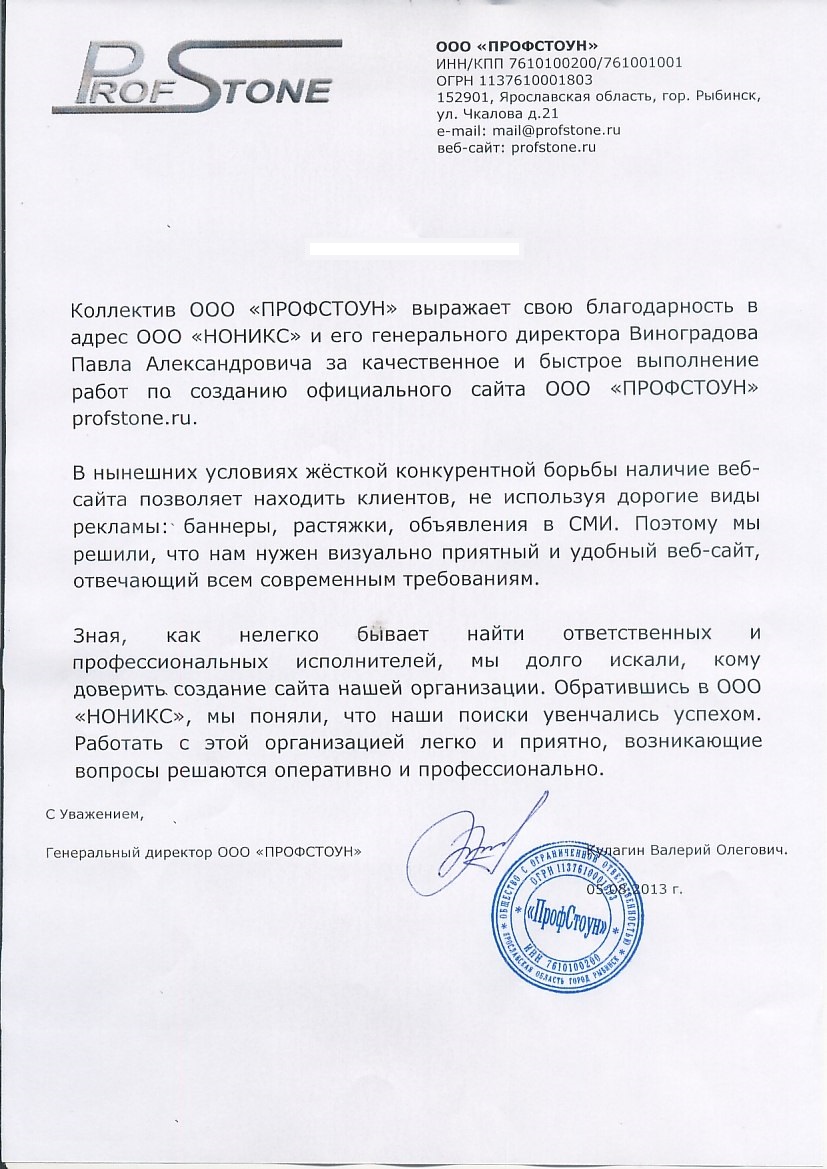 PROFSTONE
ООО «ПРОФСТОУН»
ИНН/КПП 7610100200/761001001
ОГРН 1137610001803
152901, Ярославская область, гор. Рыбинск,
ул. Чкалова д.21
e-mail: mail@profstone.ru
веб-сайт: profstone.ru
Коллектив ООО «ПРОФСТОУН» выражает свою благодарность в
адрес ООО «НОНИКС» и его генерального директора Виноградова
Павла Александровича за качественное и быстрое выполнение
работ по созданию официального сайта ООО «ПРОФСТОУН»
profstone.ru.
В нынешних условиях жёсткой конкурентной борьбы наличие веб-
сайта позволяет находить клиентов, не используя дорогие виды
рекламы: баннеры, растяжки, объявления в СМИ. Поэтому мы
решили, что нам нужен визуально приятный и удобный веб-сайт,
отвечающий всем современным требованиям.
Зная, как нелегко бывает найти ответственных и
профессиональных исполнителей, мы долго искали, кому
доверить создание сайта нашей организации. Обратившись в ООО
«НОНИКС», мы поняли, что наши поиски увенчались успехом.
Работать с этой организацией легко и приятно, возникающие
вопросы решаются оперативно и профессионально.
С Уважением,
Генеральный директор ООО «ПРОФСТОУН»
Кулагин Валерий Олегович.
05.08.2013 г.
ОБЩЕСТВО С ОГРАНИЧЕННОЙ ОТВЕТСТВЕННОСТЬЮ
ОГРН 1137610001803
«ПрофСтоун»
ИНН 7610100200
ЯРОСЛАВСКАЯ ОБЛАСТЬ ГОРОД РЫБИНСК